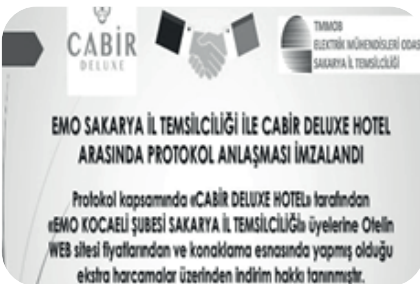 CABİR
DELUXE
TMMOB
ELEKTRİK MÜHENDİSLERİ ODAS
SAKARYA İL TEMSİLCİLİĞİ
EMO SAKARYA İL TEMSİLCİLİĞİ İLE CABİR DELUXE HOTEL
ARASINDA PROTOKOL ANLAŞMASI İMZALANDI
Protokol kapsamında «CABİR DELUXE HOTEL» tarafından
«EMO KOCAELİ ŞUBESİ SAKARYA İL TEMSİLCİLİĞİ» üyelerine Otelin
WEB sitesi fiyatlarından ve konaklama esnasında yapmış olduğu
ekstra harcamalar üzerinden indirim hakkı tanınmıştır.